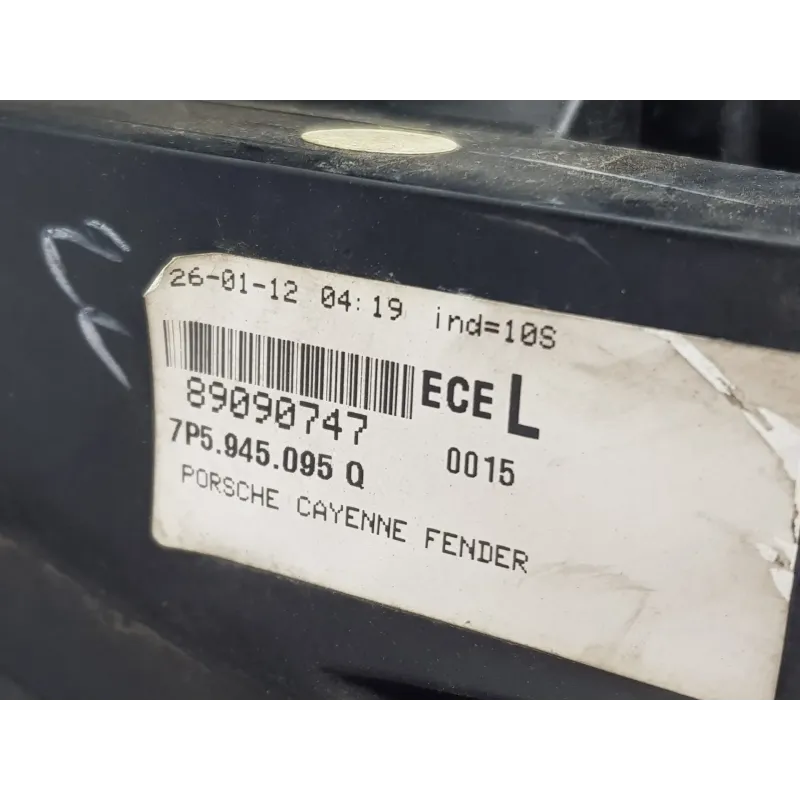 26-01-12 04:19 ind=10S
89090747 ECE L
7P5.945.095 Q 0015
PORSCHE CAYENNE FENDER